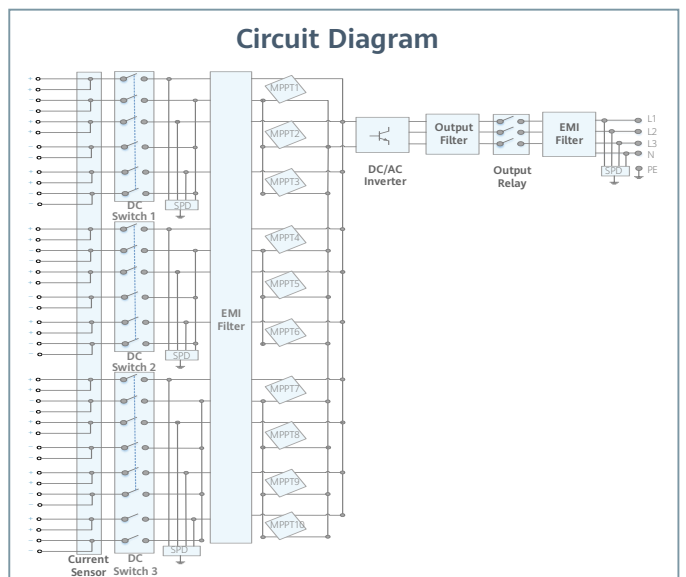 Circuit Diagram
MPPT1
MPPT2
MPPT3
DC
Switch 1
SPD
MPPT4
MPPT5
MPPT6
EMI
Filter
DC
Switch 2
SPD
MPPT7
MPPT8
MPPT9
MPPT10
Current
Sensor
DC
Switch 3
SPD
DC/AC
Inverter
Output
Filter
Output
Relay
EMI
Filter
L1
L2
L3
N
SPD
PE